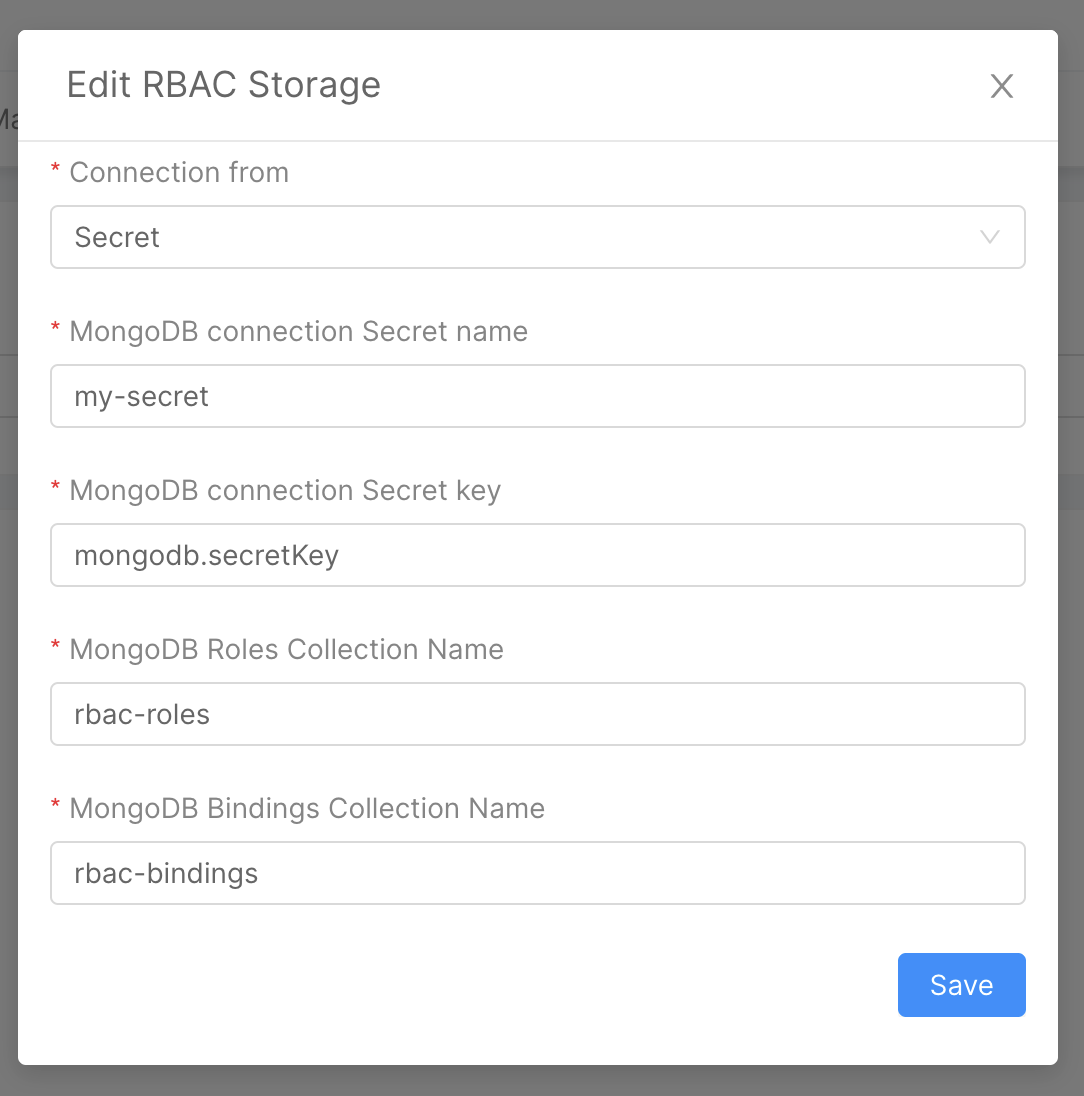 Edit RBAC Storage
* Connection from
Secret
* MongoDB connection Secret name
my-secret
* MongoDB connection Secret key
mongodb.secretKey
* MongoDB Roles Collection Name
rbac-roles
* MongoDB Bindings Collection Name
rbac-bindings
Save